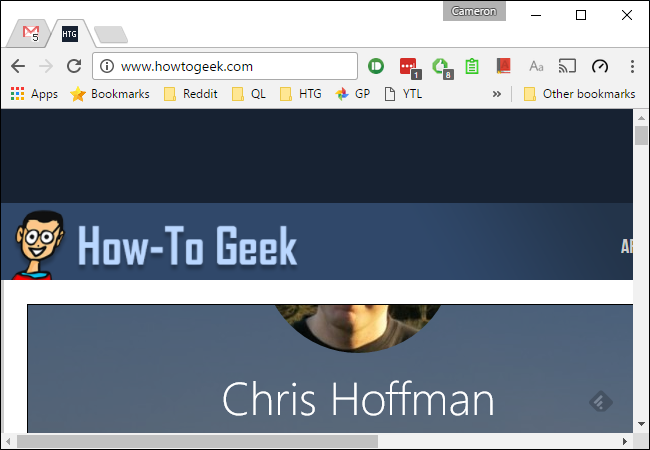 Cameron
5
HTG
www.howtogeek.com
1
8
Aa
Apps
Bookmarks
Reddit
QL
HTG
GP
YTL
»
Other bookmarks
How-To Geek
Chris Hoffman